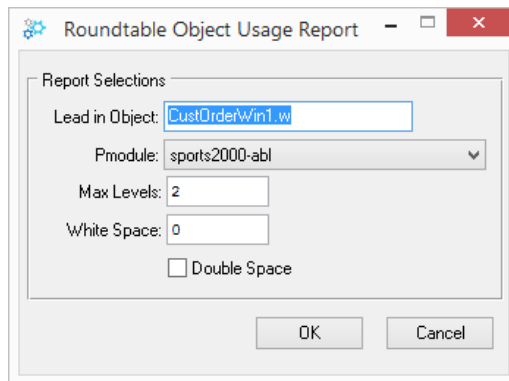 Roundtable Object Usage Report
Report Selections
Lead in Object: CustOrderWin1.w
Pmodule: sports2000-abl
Max Levels: 2
White Space: 0
Double Space
OK Cancel